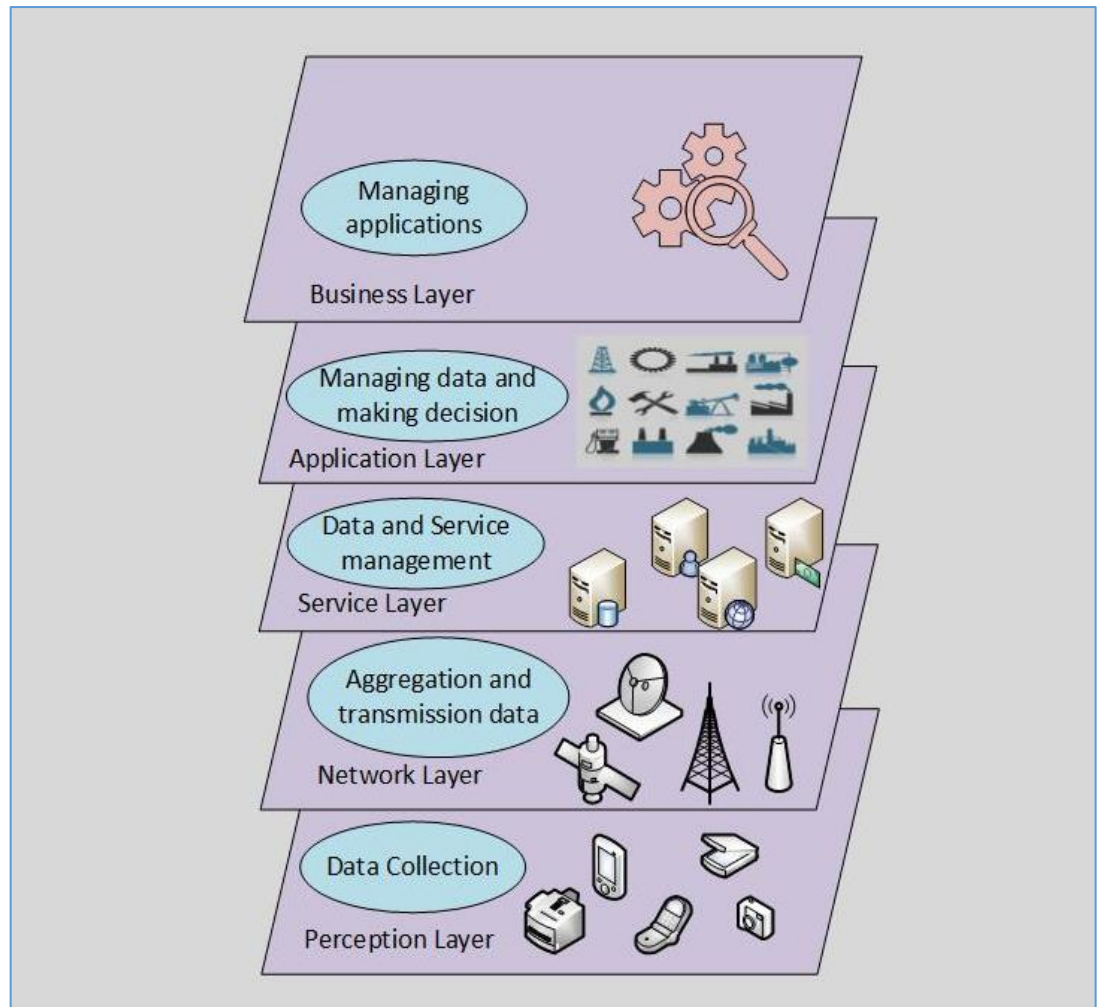 Managing
applications
Business Layer
Managing data and
making decision
Application Layer
Data and Service
management
Service Layer
Aggregation and
transmission data
Network Layer
Data Collection
Perception Layer